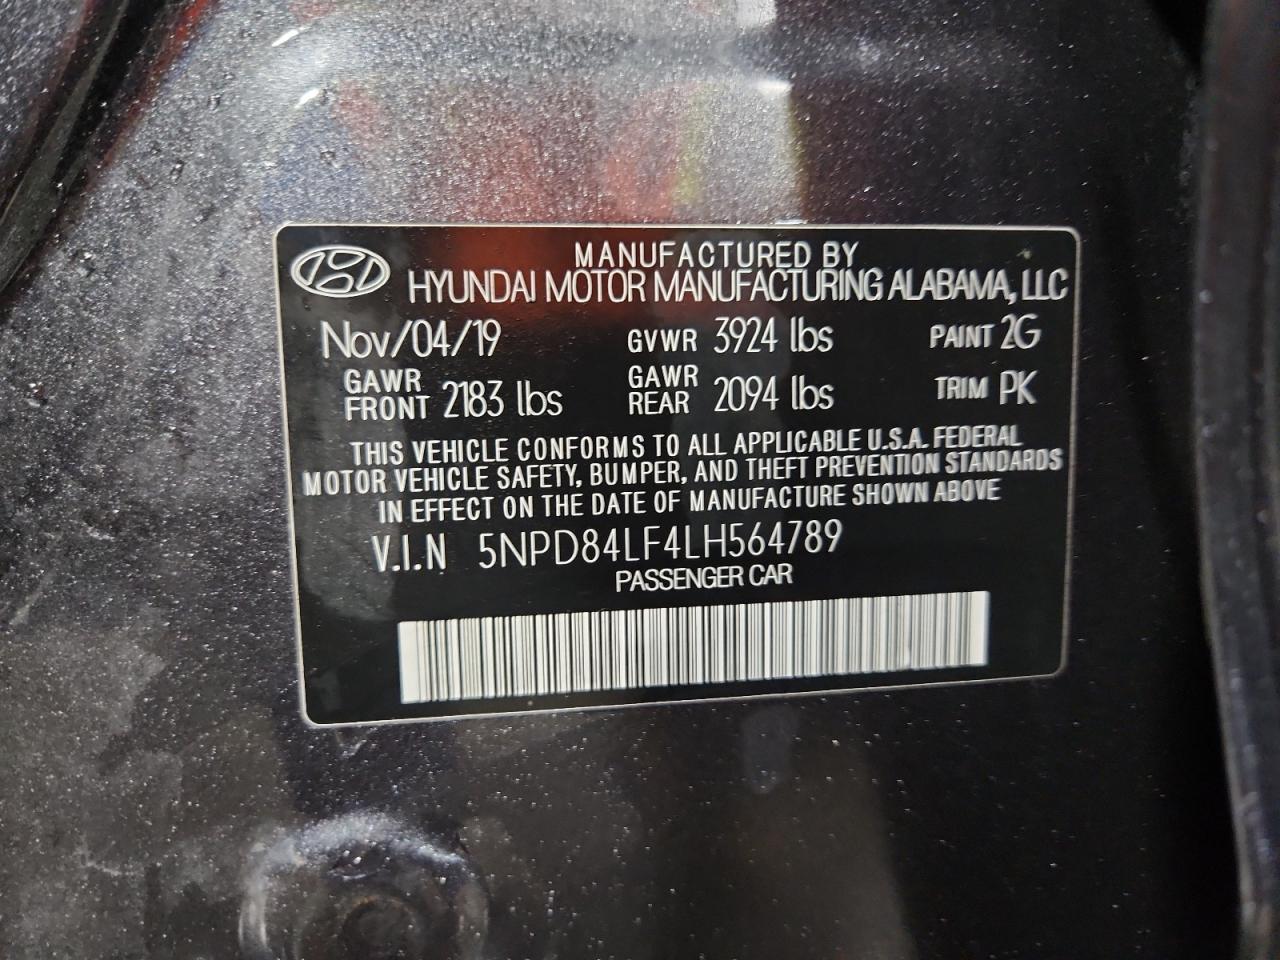 MANUFACTURED BY
HYUNDAI MOTOR MANUFACTURING ALABAMA, LLC
Nov/04/19 GVWR 3924 lbs PAINT 2G
GAWR FRONT 2183 lbs GAWR REAR 2094 lbs TRIM PK
THIS VEHICLE CONFORMS TO ALL APPLICABLE U.S.A. FEDERAL
MOTOR VEHICLE SAFETY, BUMPER, AND THEFT PREVENTION STANDARDS
IN EFFECT ON THE DATE OF MANUFACTURE SHOWN ABOVE
V.I.N 5NPD84LF4LH564789
PASSENGER CAR